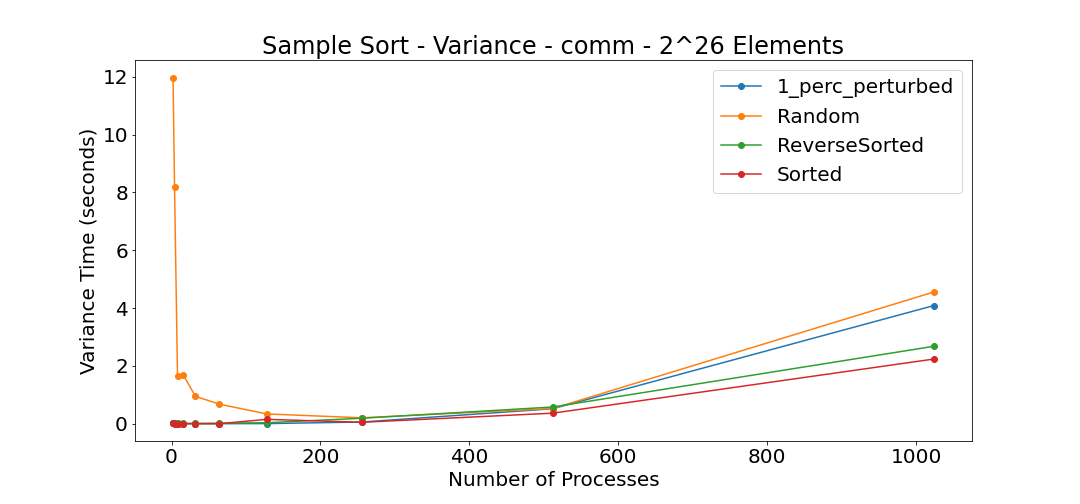 Sample Sort - Variance - comm - 2^26 Elements
Variance Time (seconds)
12
10
8
6
4
2
0
1_perc_perturbed
Random
ReverseSorted
Sorted
0 200 400 600 800 1000
Number of Processes